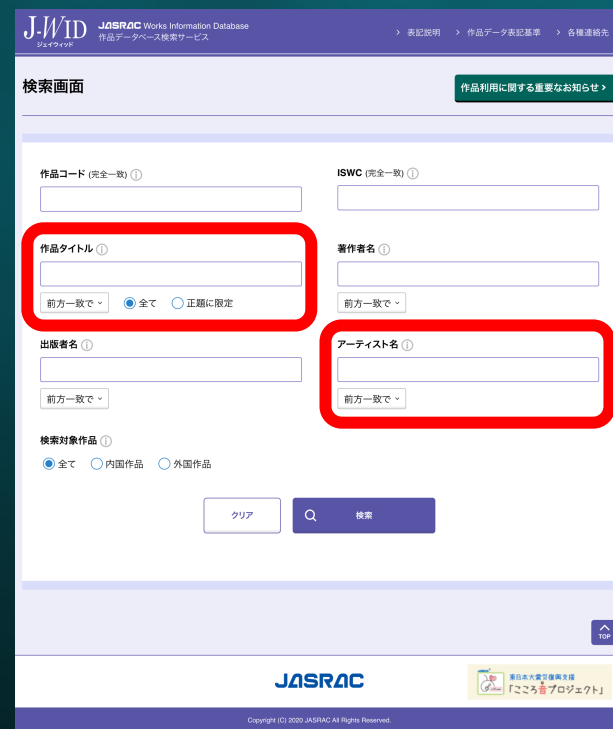 J-WID
ジェイウィッド
JASRAC Works Information Database
作品データベース検索サービス
表記説明
作品データ表記基準
各種連絡先
検索画面
作品利用に関する重要なお知らせ
作品コード (完全一致)
ISWC (完全一致)
作品タイトル
著作者名
前方一致で 全て 正題に限定
前方一致で
出版者名
アーティスト名
前方一致で
前方一致で
検索対象作品
全て 内国作品 外国作品
クリア
検索
TOP
JASRAC
東日本大震災復興支援
「こころ音プロジェクト」
Copyright (C) 2020 JASRAC All Rights Reserved.